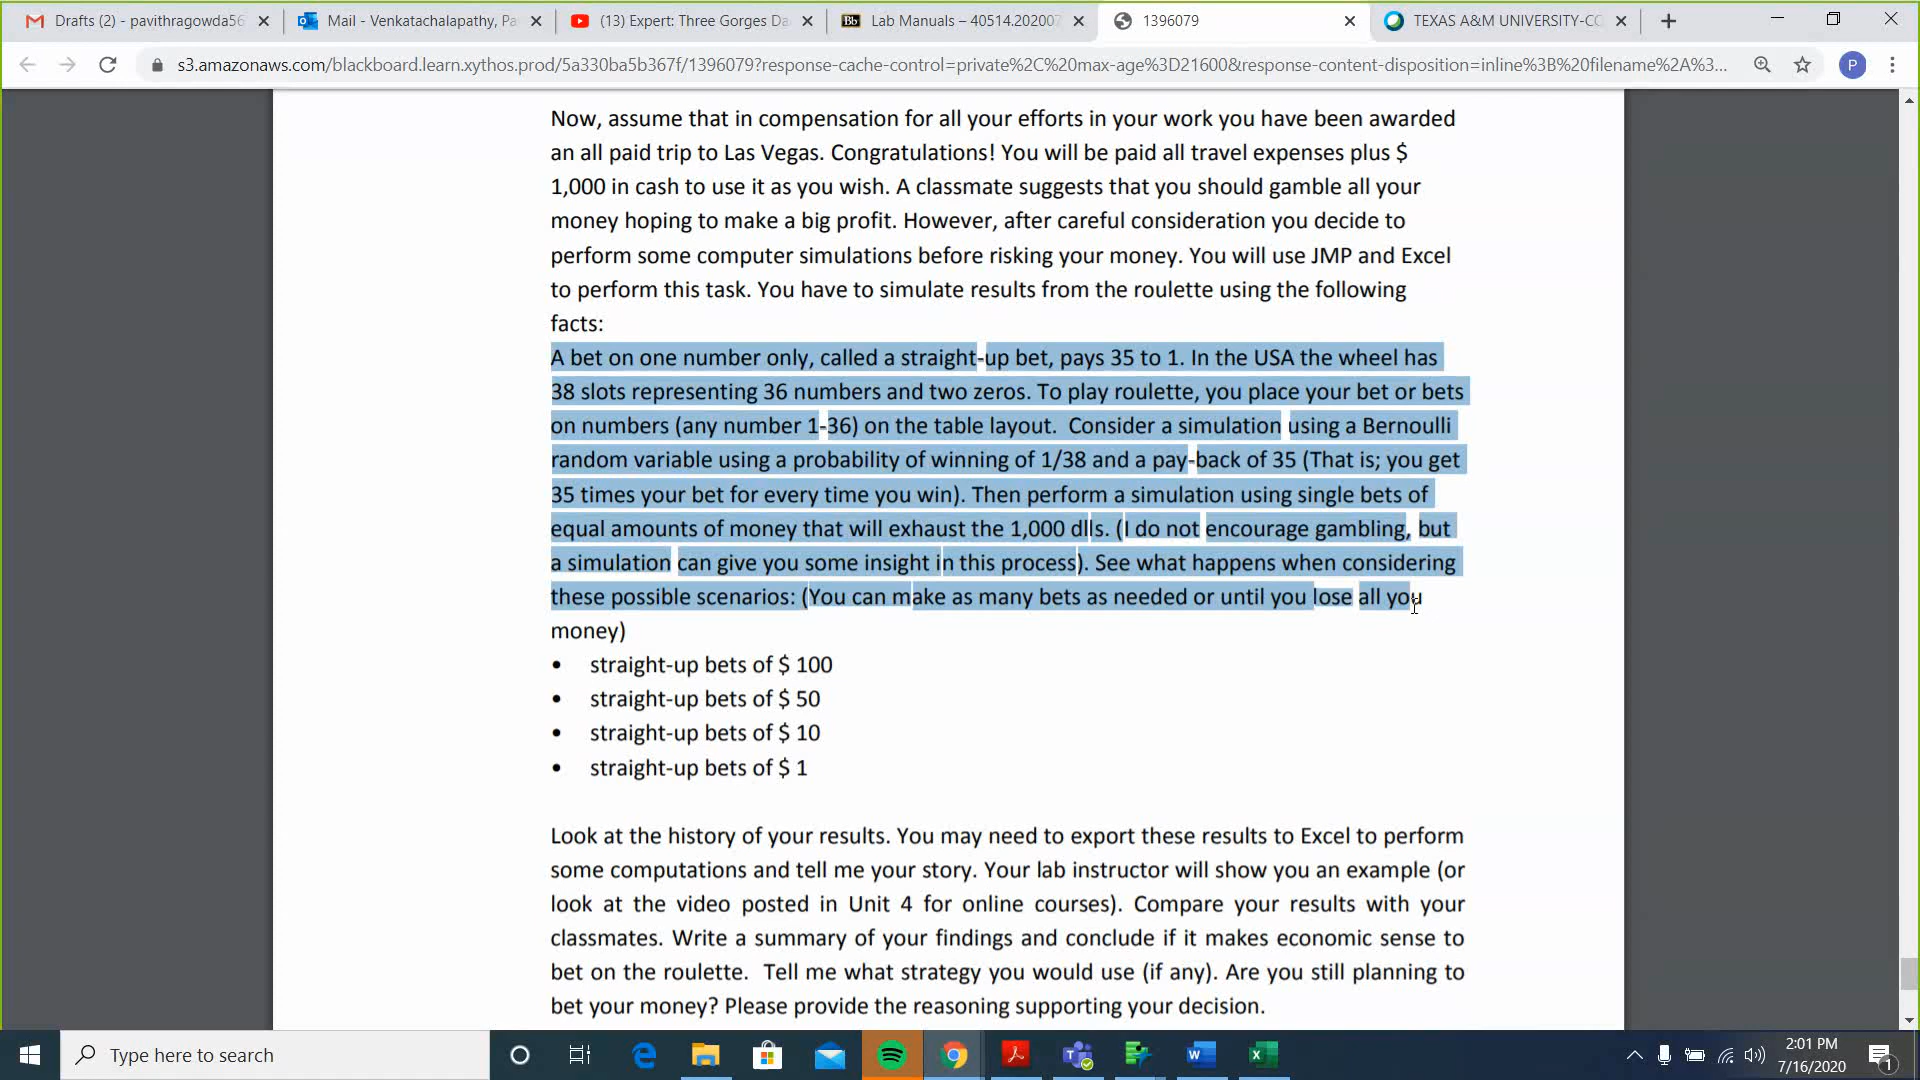 Drafts (2) - pavithragowda56
Mail - Venkatachalapathy, Pa
(13) Expert: Three Gorges Da
Bb
Lab Manuals – 40514.202007
1396079
TEXAS A&M UNIVERSITY-CO
s3.amazonaws.com/blackboard.learn.xythos.prod/5a330ba5b367f/1396079?response-cache-control=private%2C%20max-age%3D21600&response-content-disposition=inline%3B%20filename%2A%3...
P
Now, assume that in compensation for all your efforts in your work you have been awarded
an all paid trip to Las Vegas. Congratulations! You will be paid all travel expenses plus $
1,000 in cash to use it as you wish. A classmate suggests that you should gamble all your
money hoping to make a big profit. However, after careful consideration you decide to
perform some computer simulations before risking your money. You will use JMP and Excel
to perform this task. You have to simulate results from the roulette using the following
facts:
A bet on one number only, called a straight-up bet, pays 35 to 1. In the USA the wheel has
38 slots representing 36 numbers and two zeros. To play roulette, you place your bet or bets
on numbers (any number 1-36) on the table layout. Consider a simulation using a Bernoulli
random variable using a probability of winning of 1/38 and a pay-back of 35 (That is; you get
35 times your bet for every time you win). Then perform a simulation using single bets of
equal amounts of money that will exhaust the 1,000 dlls. (I do not encourage gambling, but
a simulation can give you some insight in this process). See what happens when considering
these possible scenarios: (You can make as many bets as needed or until you lose all you
money)
• straight-up bets of $ 100
• straight-up bets of $ 50
• straight-up bets of $ 10
• straight-up bets of $ 1
Look at the history of your results. You may need to export these results to Excel to perform
some computations and tell me your story. Your lab instructor will show you an example (or
look at the video posted in Unit 4 for online courses). Compare your results with your
classmates. Write a summary of your findings and conclude if it makes economic sense to
bet on the roulette. Tell me what strategy you would use (if any). Are you still planning to
bet your money? Please provide the reasoning supporting your decision.
Type here to search
2:01 PM
7/16/2020
1